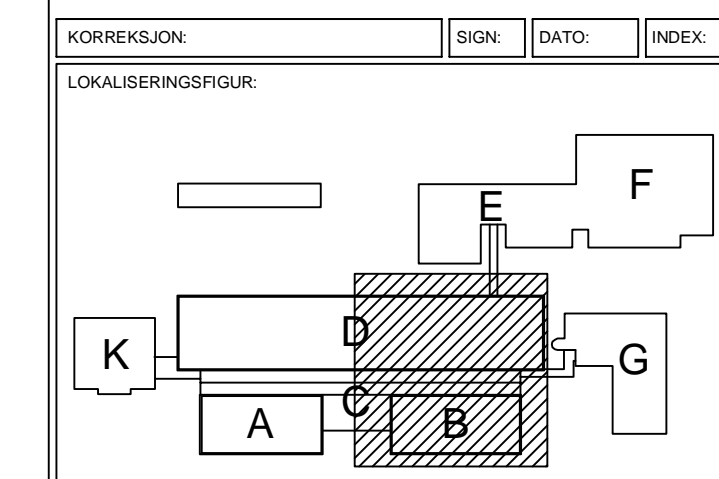 KORREKSJON: SIGN: DATO: INDEX:
LOKALISERINGSFIGUR:
F
E
D
K G
C
A B